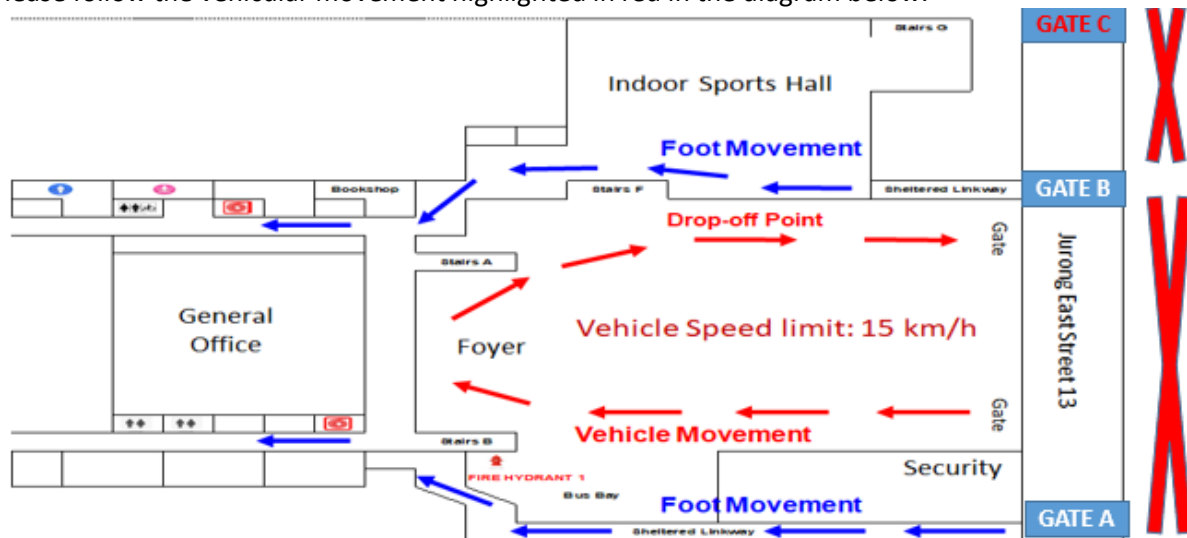 lease follow the vehicular movement highlighted in red in the diagram below.
GATE C
Stairs G
Indoor Sports Hall
Foot Movement
Bookshop
Stairs F
Sheltered Linkway
GATE B
Drop-off Point
Gate
Stairs A
Jurong East Street 13
General
Office
Vehicle Speed limit: 15 km/h
Foyer
Gate
Vehicle Movement
Stairs B
FIRE HYDRANT 1
Security
Bus Bay
Foot Movement
GATE A
Sheltered Linkway